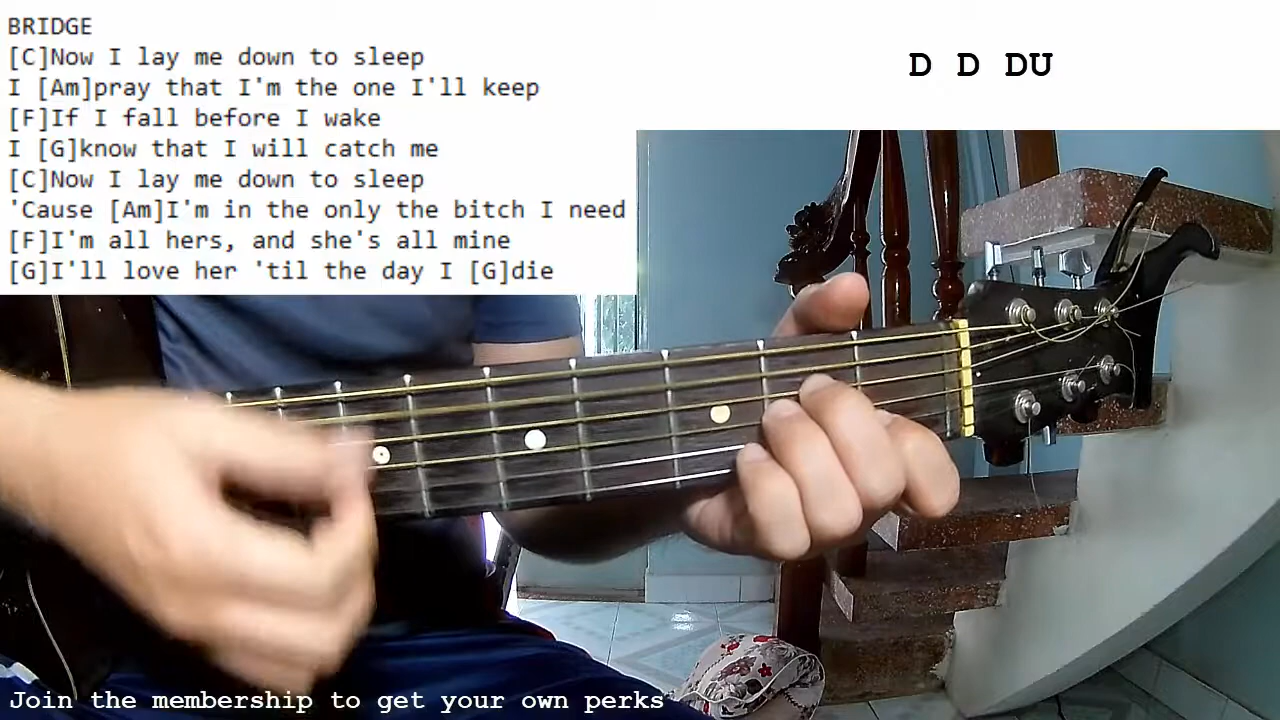 BRIDGE
[C]Now I lay me down to sleep
I [Am]pray that I'm the one I'll keep
[F]If I fall before I wake
I [G]know that I will catch me
[C]Now I lay me down to sleep
'Cause [Am]I'm in the only the bitch I need
[F]I'm all hers, and she's all mine
[G]I'll love her 'til the day I [G]die
D D DU
Join the membership to get your own perks